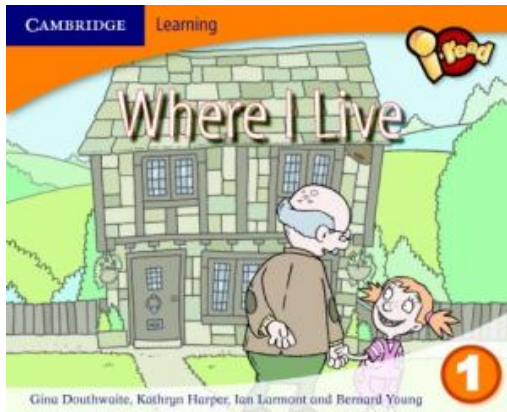 CAMBRIDGE Learning
i-read
Where I Live
1
Gina Douthwaite, Kathryn Harper, Ian Larmont and Bernard Young